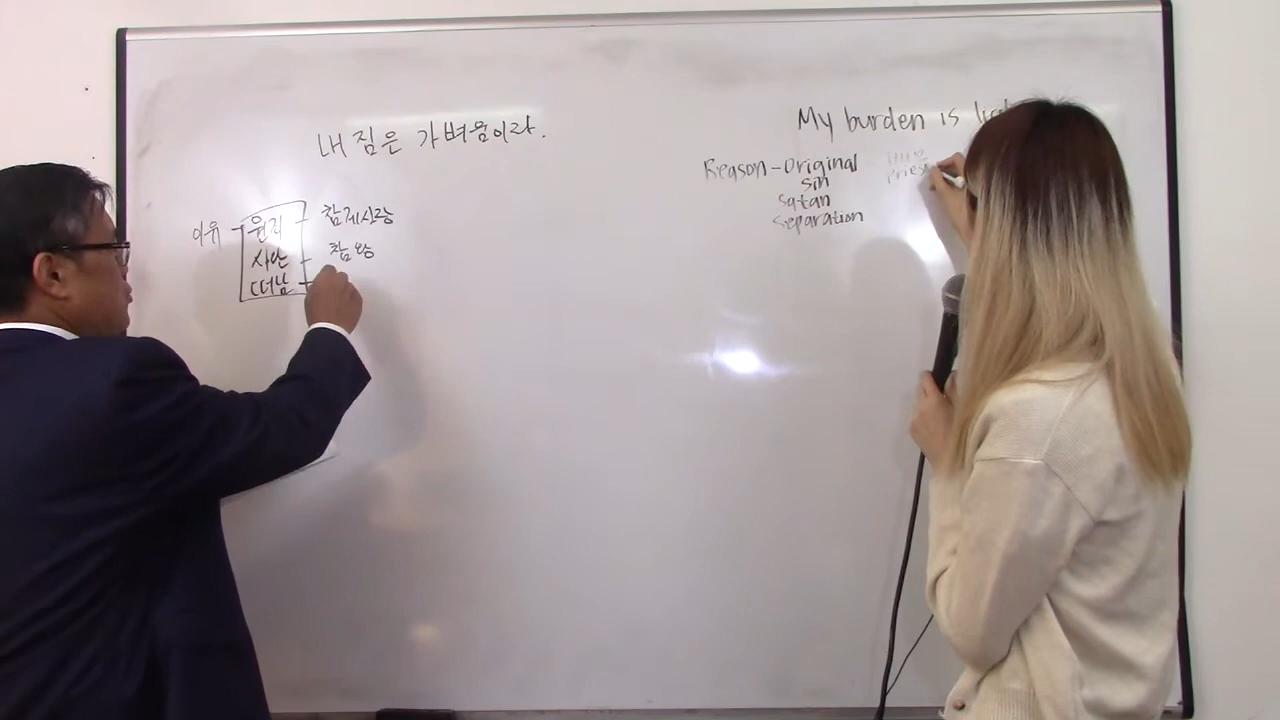 내 짐은 가벼움이라.
이유 - 원죄 - 참제사장
사단 - 참왕
떠남 -
My burden is
Reason - Original
sin
Satan
Separation